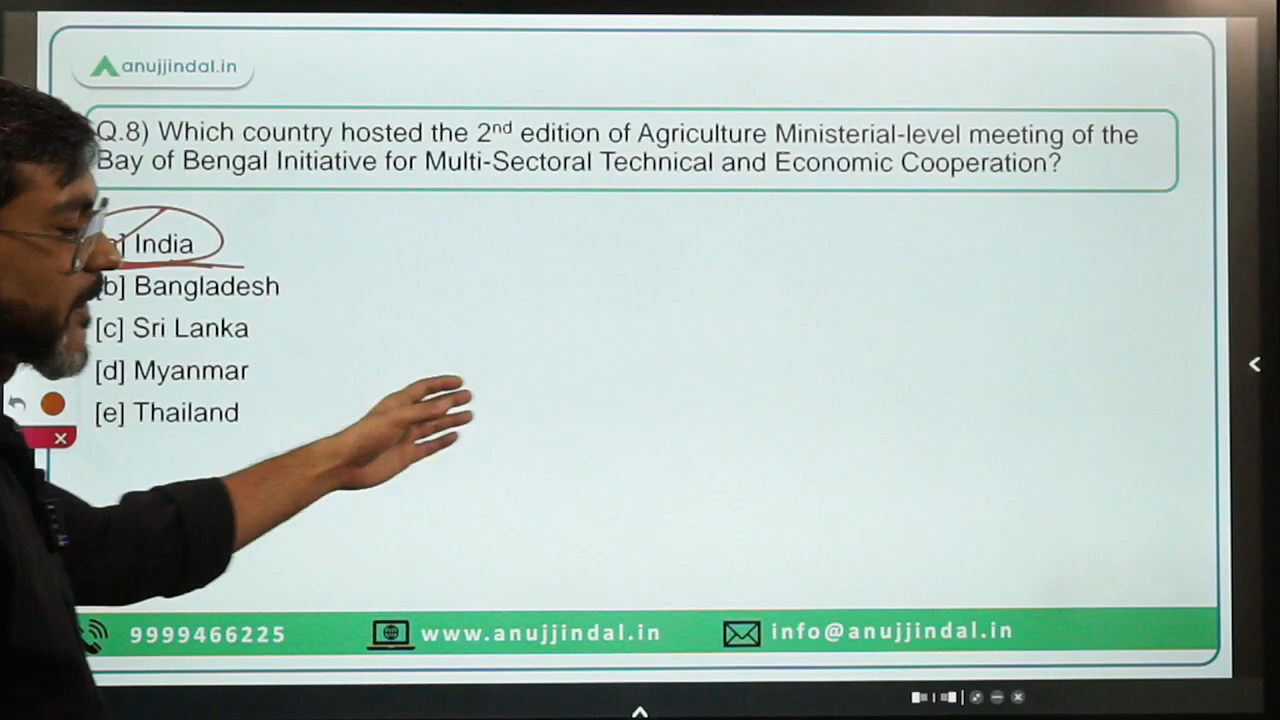 anujjindal.in
Q.8) Which country hosted the 2nd edition of Agriculture Ministerial-level meeting of the
Bay of Bengal Initiative for Multi-Sectoral Technical and Economic Cooperation?
] India
[b] Bangladesh
[c] Sri Lanka
[d] Myanmar
[e] Thailand
9999466225 www.anujjindal.in info@anujjindal.in